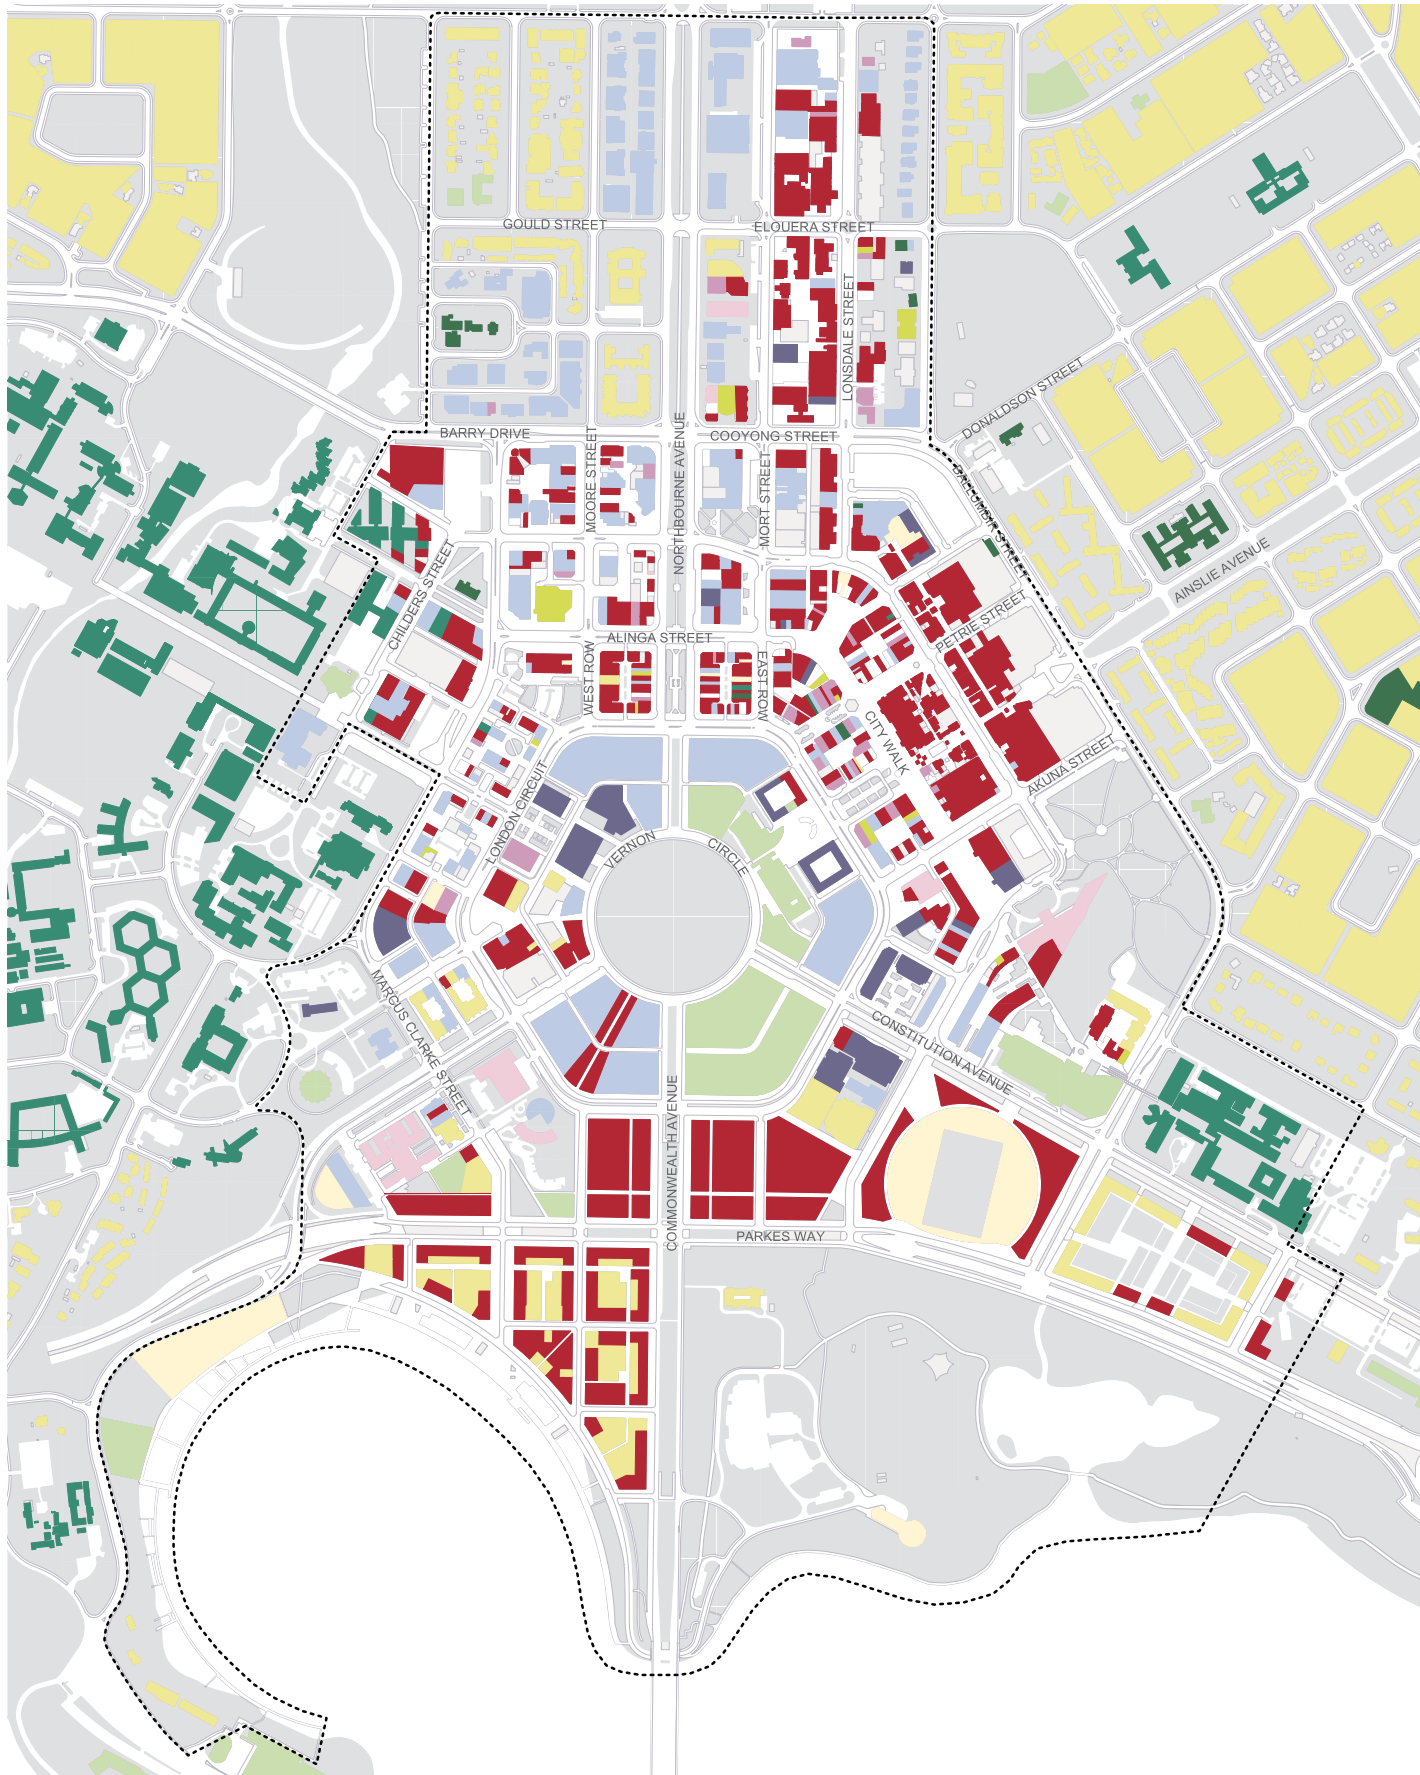 GOULD STREET
ELOUERA STREET
LONSDALE STREET
DONALDSON STREET
BARRY DRIVE
COOYONG STREET
MOORE STREET
NORTHBOURNE AVENUE
MORT STREET
BALLUMBIR STREET
AINSLIE AVENUE
CHILDERS STREET
PETRIE STREET
ALINGA STREET
WEST ROW
EAST ROW
CITY WALK
AKUNA STREET
LONDON CIRCUIT
VERNON
CIRCLE
MARCUS CLARKE STREET
CONSTITUTION AVENUE
COMMONWEALTH AVENUE
PARKES WAY